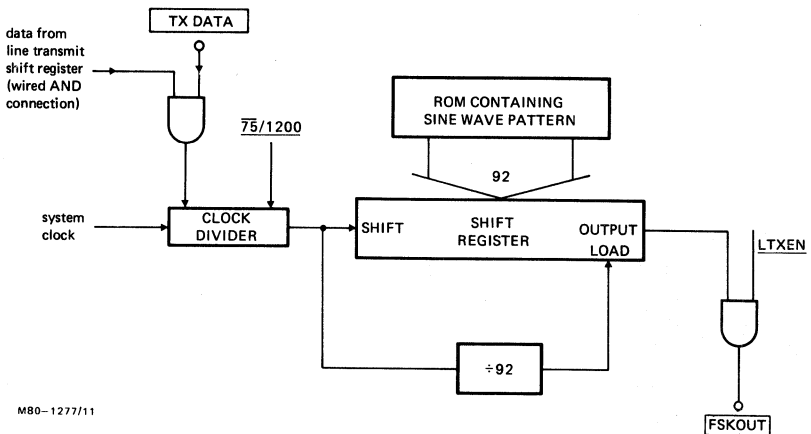 TX DATA
data from
line transmit
shift register
(wired AND
connection)
75/1200
ROM CONTAINING
SINE WAVE PATTERN
92
system
clock
CLOCK
DIVIDER
SHIFT
SHIFT
REGISTER
OUTPUT
LOAD
LTXEN
÷92
M80-1277/11
FSKOUT